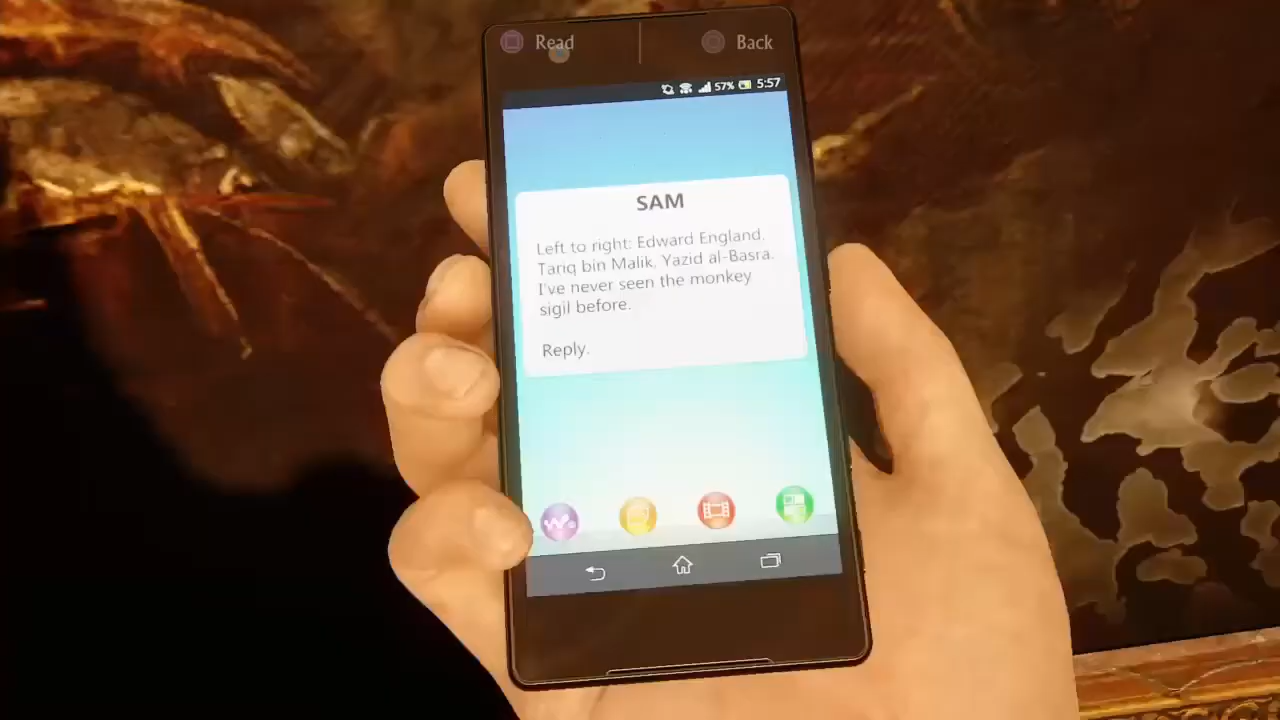 Read
Back
57% 5:57
SAM
Left to right: Edward England,
Tariq bin Malik, Yazid al-Basra.
I've never seen the monkey
sigil before.
Reply.